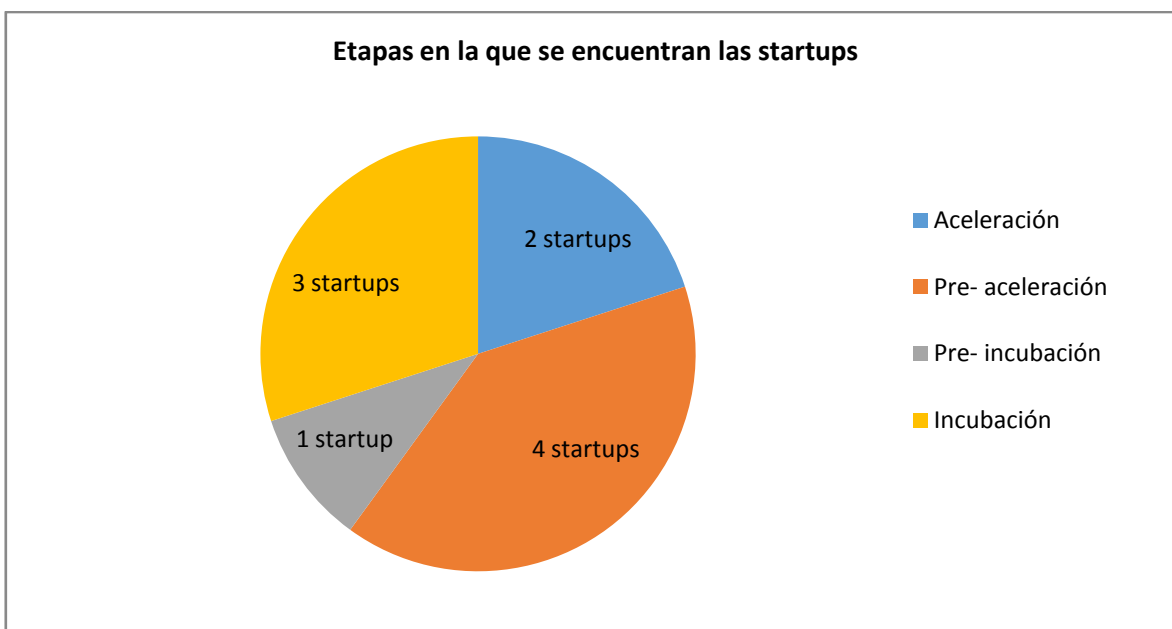 Etapas en la que se encuentran las startups
2 startups
3 startups
1 startup
4 startups
Aceleración
Pre- aceleración
Pre- incubación
Incubación